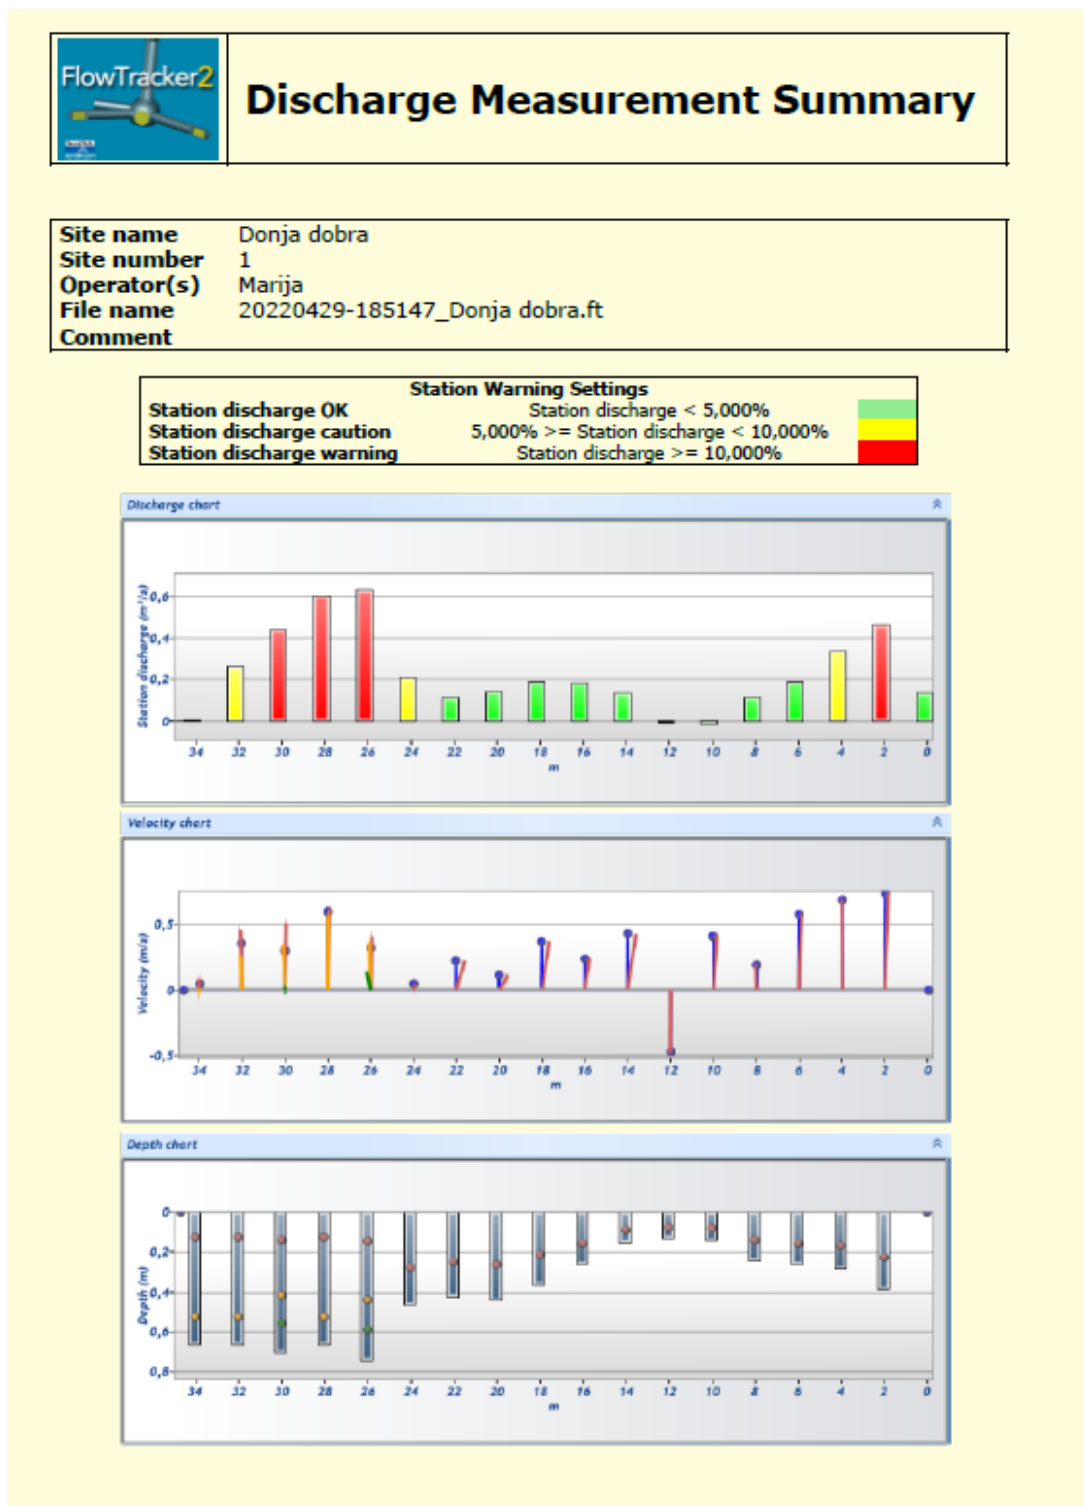 FlowTracker2
Discharge Measurement Summary
Site name Donja dobra
Site number 1
Operator(s) Marija
File name 20220429-185147_Donja dobra.ft
Comment
Station Warning Settings
Station discharge OK Station discharge < 5,000%
Station discharge caution 5,000% >= Station discharge < 10,000%
Station discharge warning Station discharge >= 10,000%
Discharge chart
Station discharge (m³/s)
0,6
0,4
0,2
0
34 32 30 28 26 24 22 20 18 16 14 12 10 8 6 4 2 0
m
Velocity chart
Velocity (m/s)
0,5
0
-0,5
34 32 30 28 26 24 22 20 18 16 14 12 10 8 6 4 2 0
m
Depth chart
Depth (m)
0
0,2
0,4
0,6
0,8
34 32 30 28 26 24 22 20 18 16 14 12 10 8 6 4 2 0
m